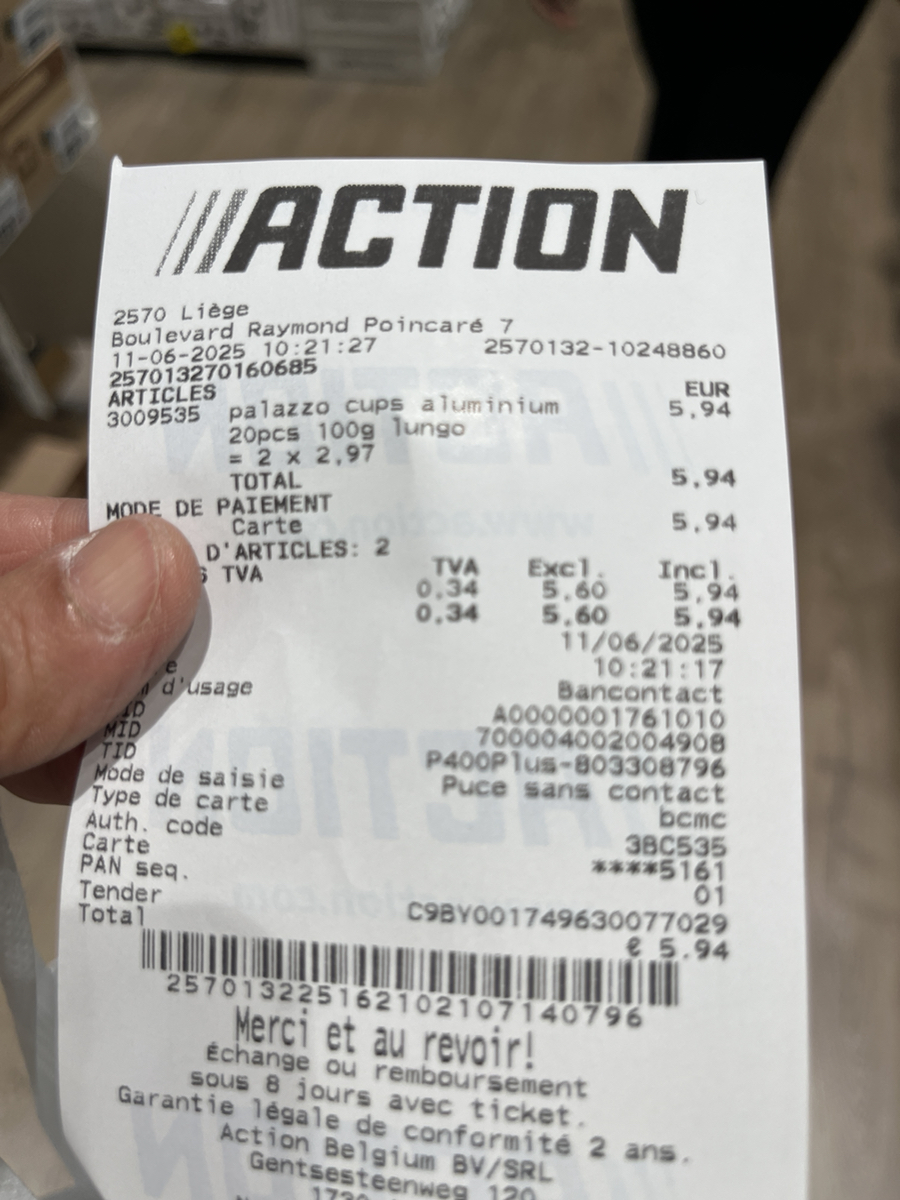 ACTION
2570 Liège
Boulevard Raymond Poincaré 7
11-06-2025 10:21:27 2570132-10248860
257013270160685
ARTICLES EUR
3009535 palazzo cups aluminium 5,94
20pcs 100g lungo
= 2 x 2,97
TOTAL 5,94
MODE DE PAIEMENT
Carte 5,94
D'ARTICLES: 2
TVA TVA Excl. Incl.
0,34 5,60 5,94
0,34 5,60 5,94
11/06/2025
10:21:17
d'usage Bancontact
A0000001761010
MID 700004002004908
TID P400Plus-803308796
Mode de saisie Puce sans contact
Type de carte bcmc
Auth. code 3BC535
Carte ****5161
PAN seq. 01
Tender C9BY001749630077029
Total € 5.94
2570132251621021071407​96
Merci et au revoir!
Échange ou remboursement
sous 8 jours avec ticket.
Garantie légale de conformité 2 ans.
Action Belgium BV/SRL
Gentsesteenweg 120